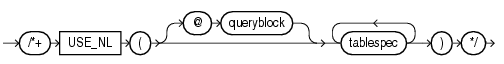 @ queryblock
/*+ USE_NL ( tablespec ) */